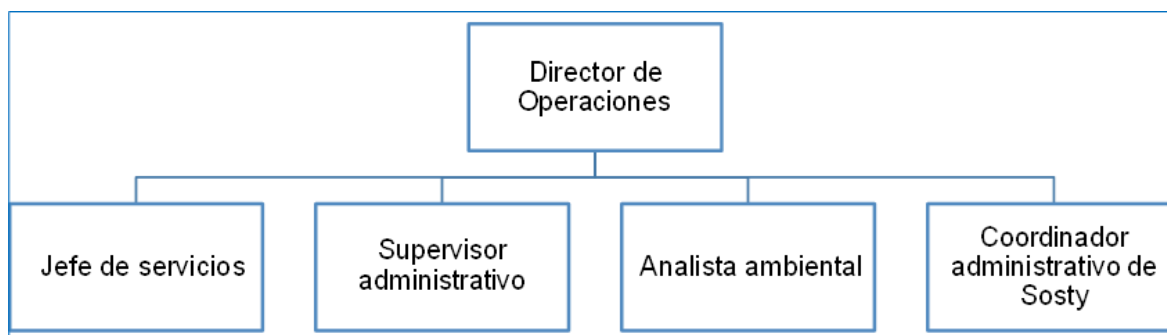 Director de
Operaciones
Jefe de servicios
Supervisor
administrativo
Analista ambiental
Coordinador
administrativo de
Sosty